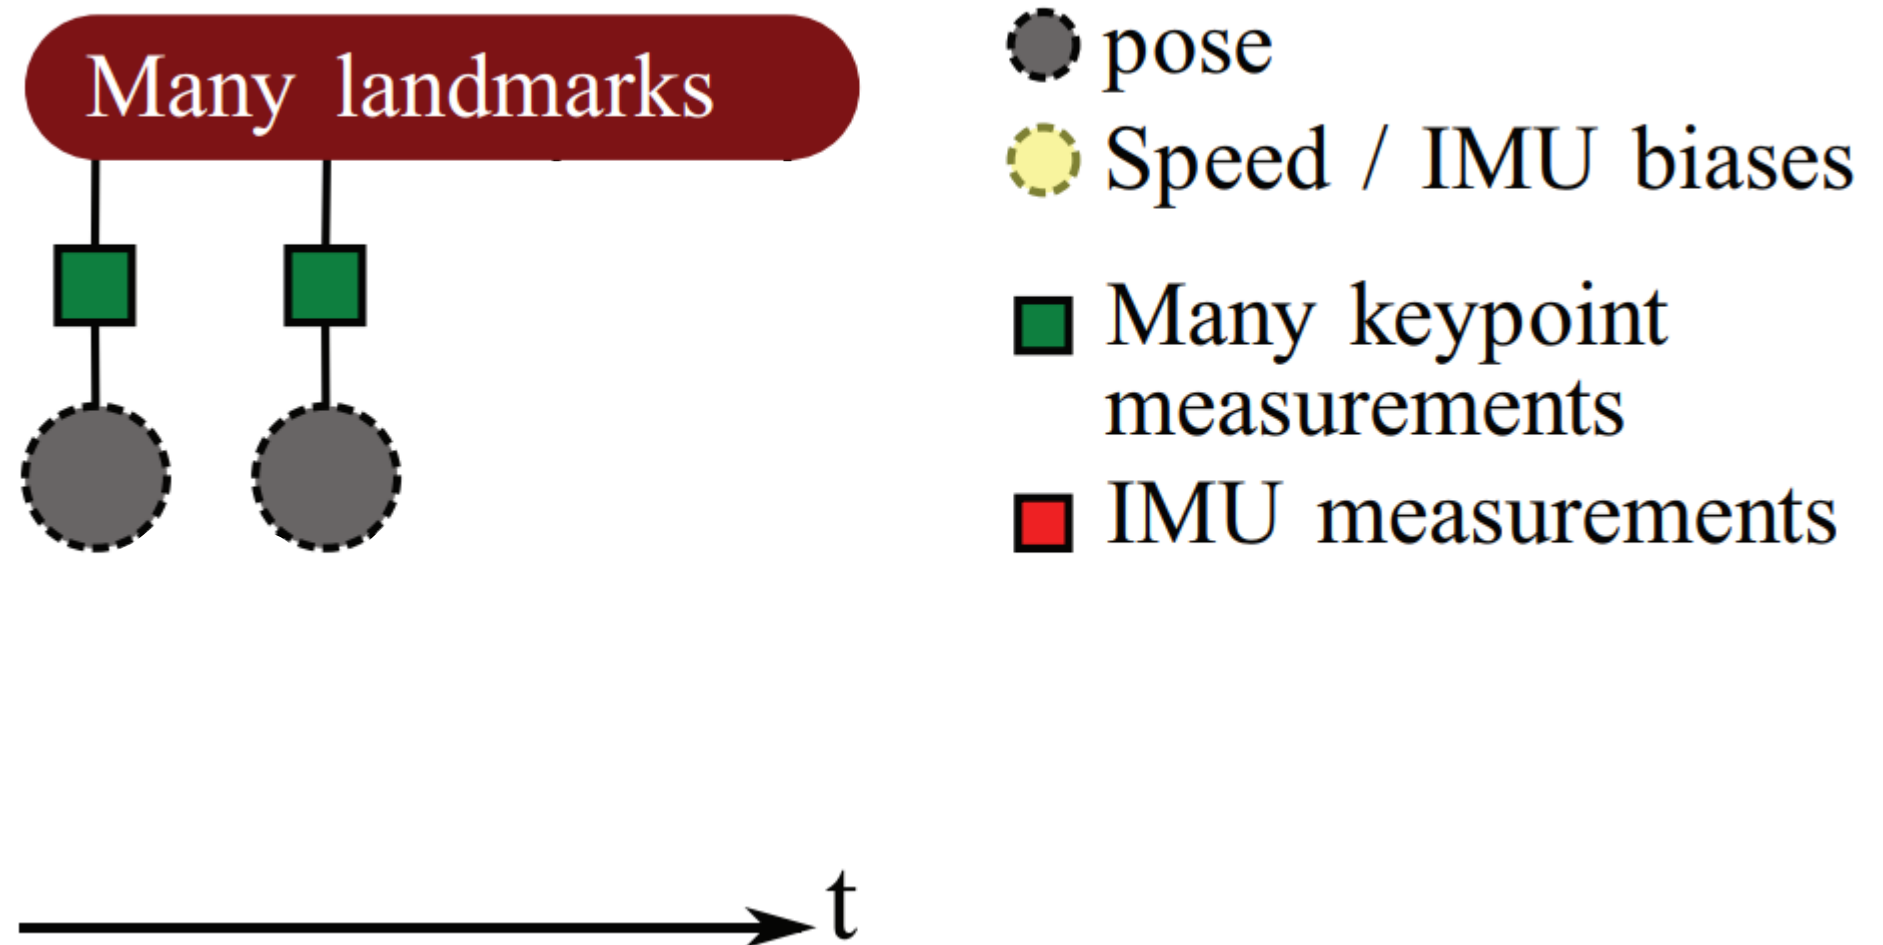 Many landmarks
pose
Speed / IMU biases
Many keypoint
measurements
IMU measurements
t